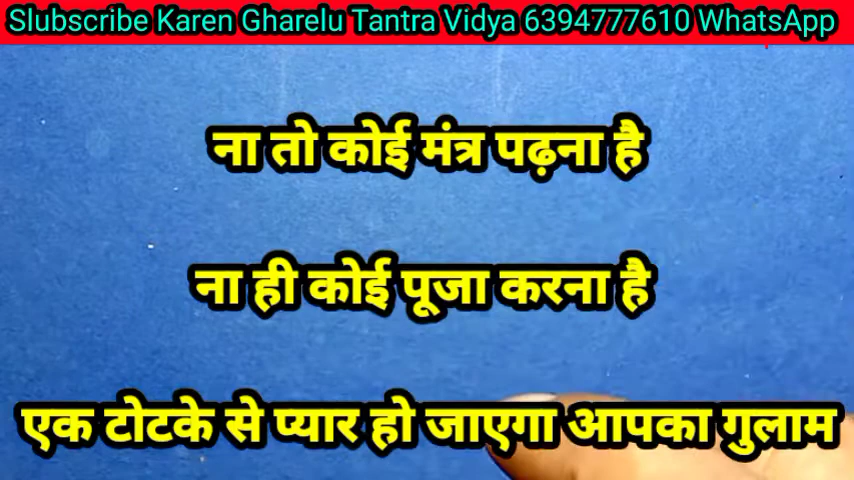 Slubscribe Karen Gharelu Tantra Vidya 6394777610 WhatsApp
ना तो कोई मंत्र पढ़ना है
ना ही कोई पूजा करना है
एक टोटके से प्यार हो जाएगा आपका गुलाम